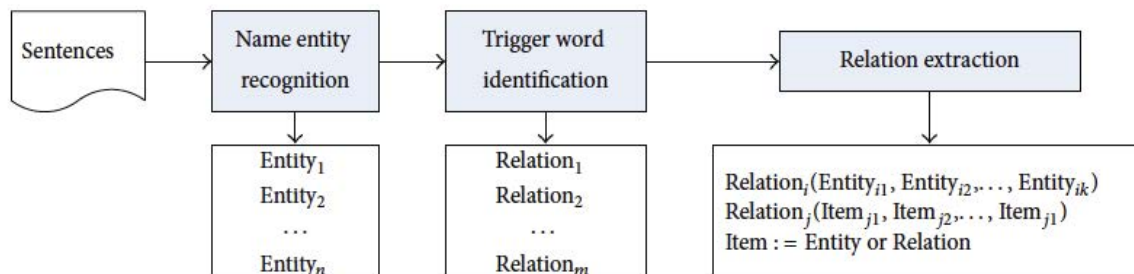 Sentences
Name entity
recognition
Trigger word
identification
Relation extraction
Entity₁
Entity₂
...
Entityₙ
Relation₁
Relation₂
...
Relationₘ
Relationᵢ(Entityᵢ₁, Entityᵢ₂,..., Entityᵢₖ)
Relationⱼ(Itemⱼ₁, Itemⱼ₂,..., Itemⱼ₁)
Item : = Entity or Relation